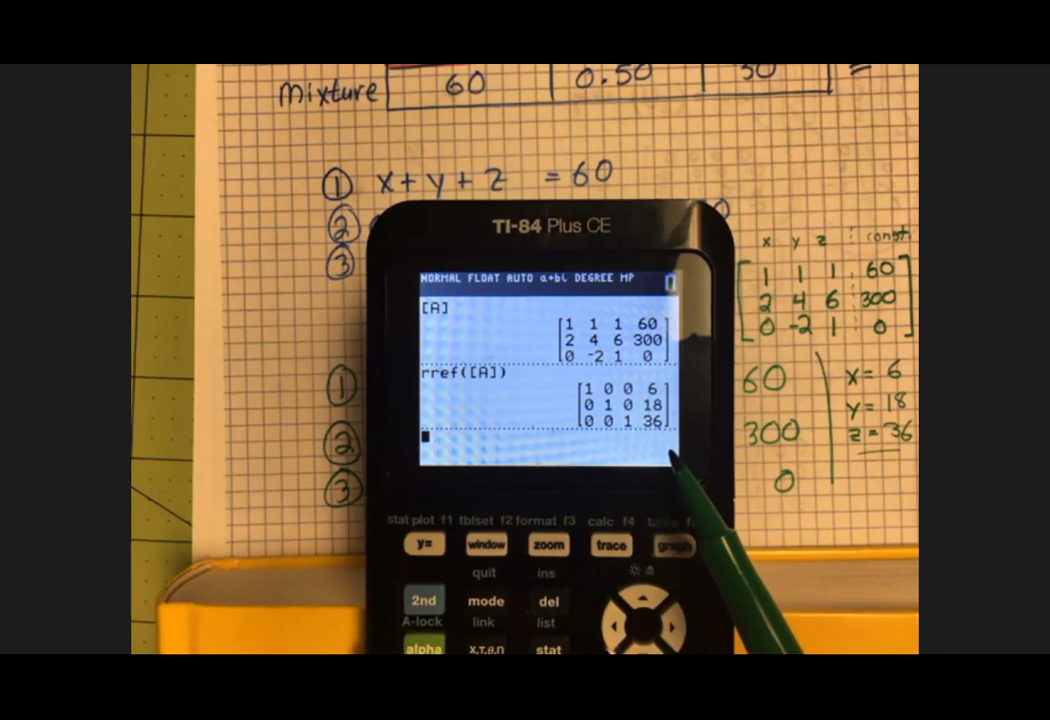 mixture 60 0.50 30 =
① x + y + z = 60
②
③
TI-84 Plus CE
NORMAL FLOAT AUTO a+bi DEGREE MP
[A]
[1 1 1 60]
[2 4 6 300]
[0 -2 1 0]
rref([A])
[1 0 0 6]
[0 1 0 18]
[0 0 1 36]
x y z const
1 1 1 60
2 4 6 300
0 -2 1 0
① 60
② 300
③ 0
x = 6
y = 18
z = 36
stat plot f1 tblset f2 format f3 calc f4
y= window zoom trace graph
quit ins
2nd mode del
A-lock link list
alpha X,T,θ,n stat